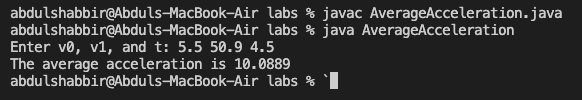 abdulshabbir@Abduls-MacBook-Air labs % javac AverageAcceleration.java
abdulshabbir@Abduls-MacBook-Air labs % java AverageAcceleration
Enter v0, v1, and t: 5.5 50.9 4.5
The average acceleration is 10.0889
abdulshabbir@Abduls-MacBook-Air labs % `